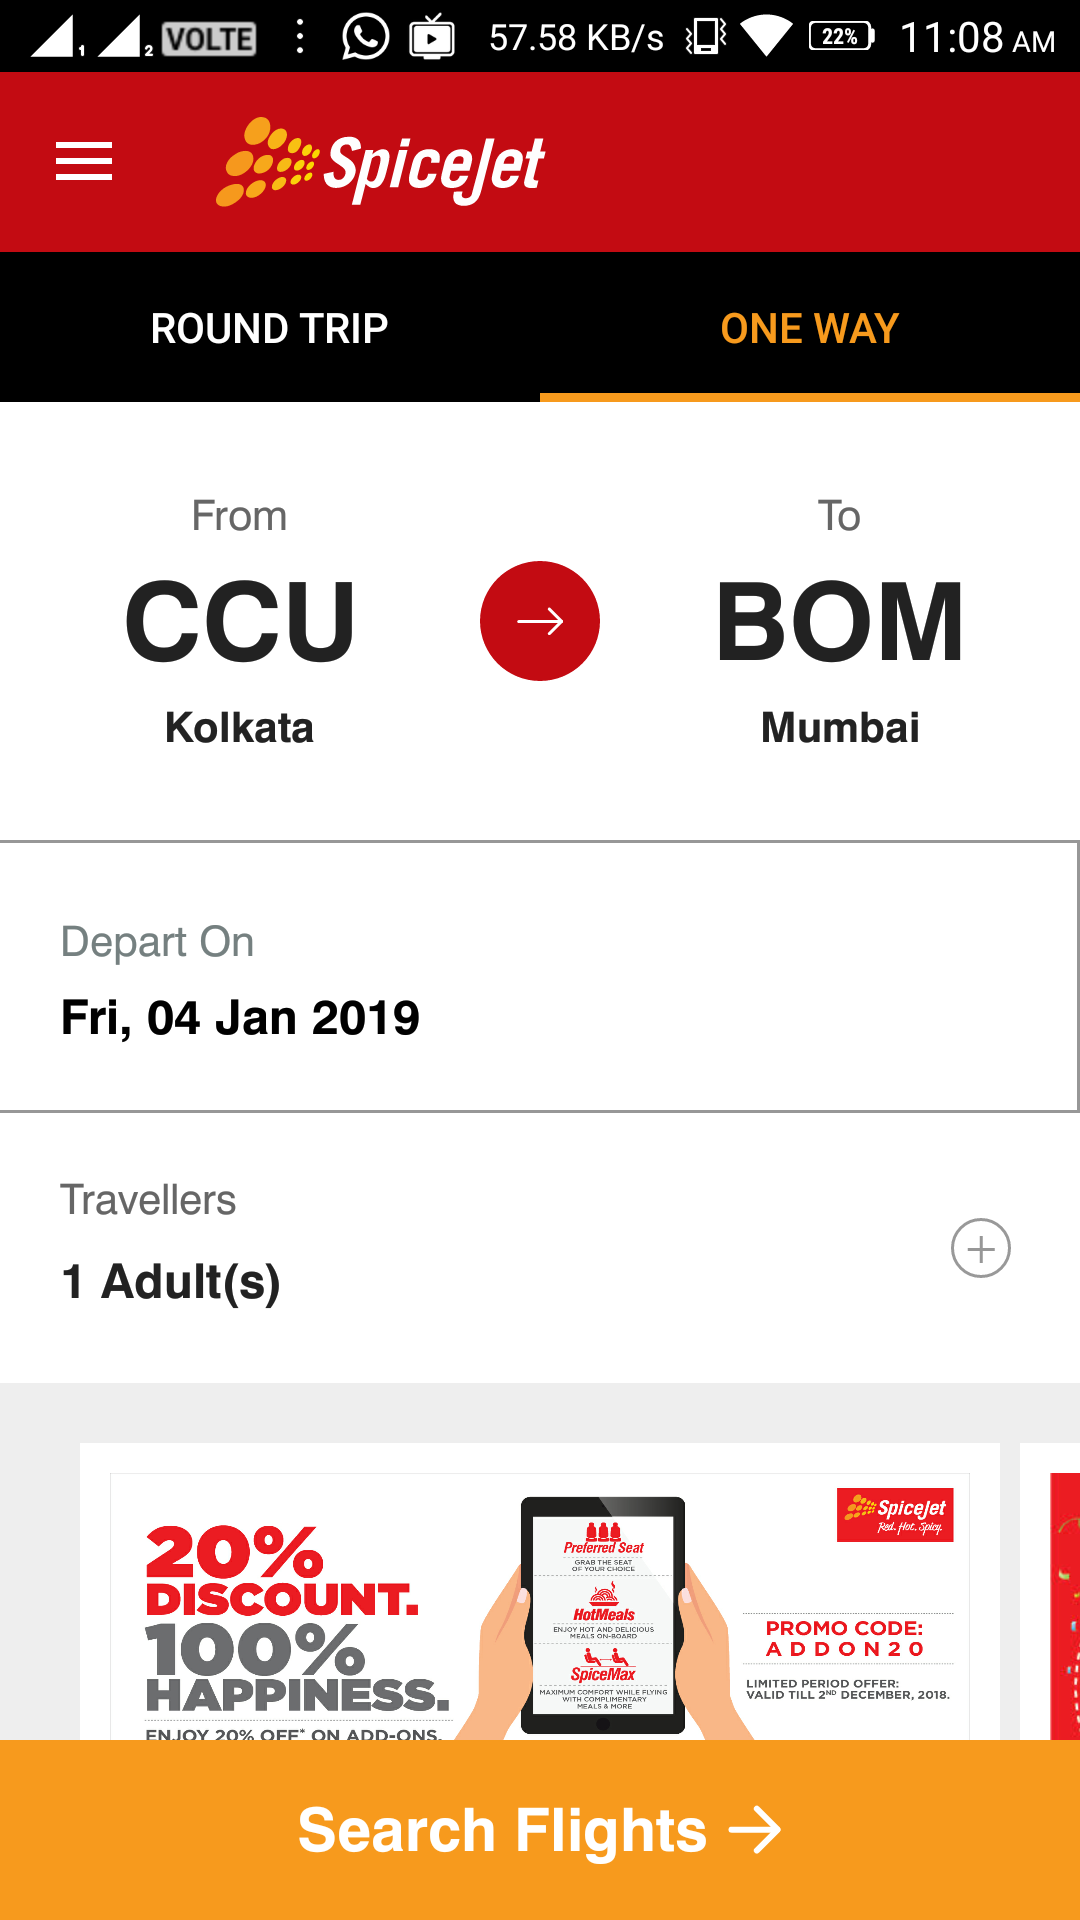 1 2 VOLTE 57.58 KB/s 22% 11:08 AM
SpiceJet
ROUND TRIP ONE WAY
From To
CCU BOM
Kolkata Mumbai
Depart On
Fri, 04 Jan 2019
Travellers
1 Adult(s)
20%
DISCOUNT.
100%
HAPPINESS.
ENJOY 20% OFF* ON ADD-ONS.
Preferred Seat
GRAB THE SEAT
OF YOUR CHOICE
HotMeals
ENJOY HOT AND DELICIOUS
MEALS ON-BOARD
SpiceMax
MAXIMUM COMFORT WHILE FLYING
WITH COMPLIMENTARY
MEALS & MORE
SpiceJet
Red. Hot. Spicy.
PROMO CODE:
ADDON20
LIMITED PERIOD OFFER:
VALID TILL 2ND DECEMBER, 2018.
Search Flights